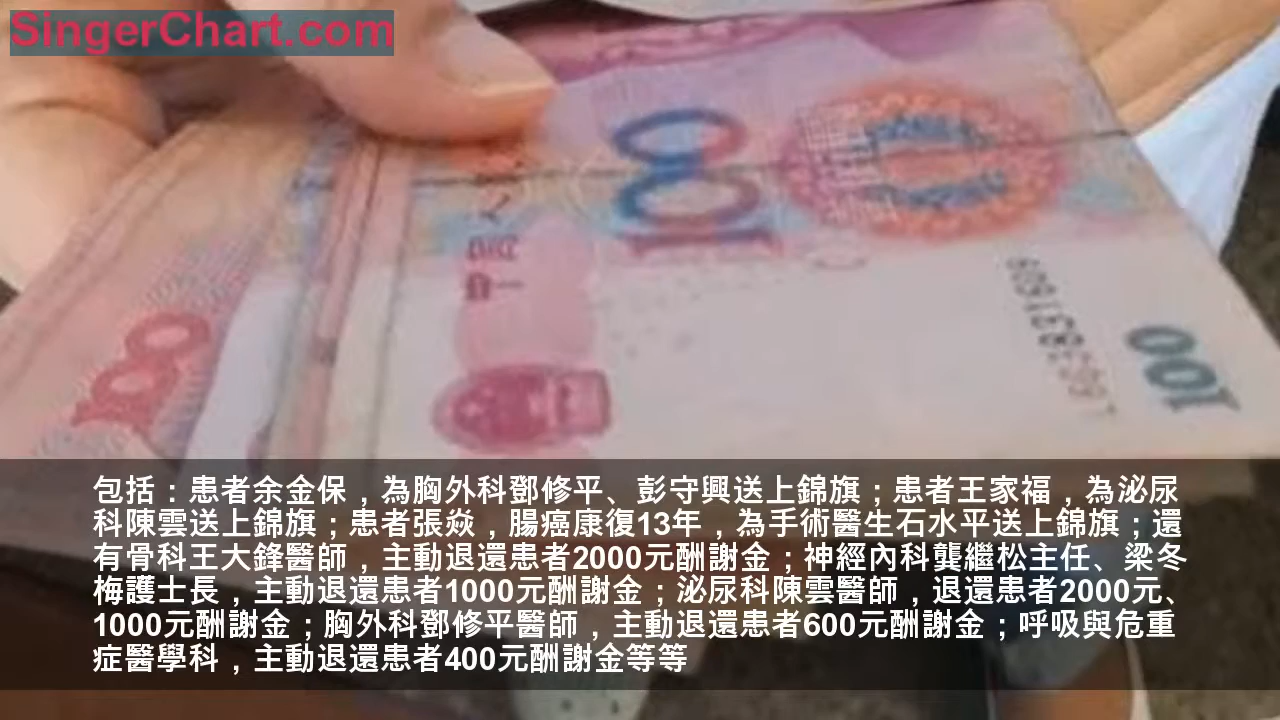 SingerChart.com
100
100
100
包括：患者余金保，為胸外科鄧修平、彭守興送上錦旗；患者王家福，為泌尿
科陳雲送上錦旗；患者張焱，腸癌康復13年，為手術醫生石水平送上錦旗；還
有骨科王大鋒醫師，主動退還患者2000元酬謝金；神經內科龔繼松主任、梁冬
梅護士長，主動退還患者1000元酬謝金；泌尿科陳雲醫師，退還患者2000元、
1000元酬謝金；胸外科鄧修平醫師，主動退還患者600元酬謝金；呼吸與危重
症醫學科，主動退還患者400元酬謝金等等